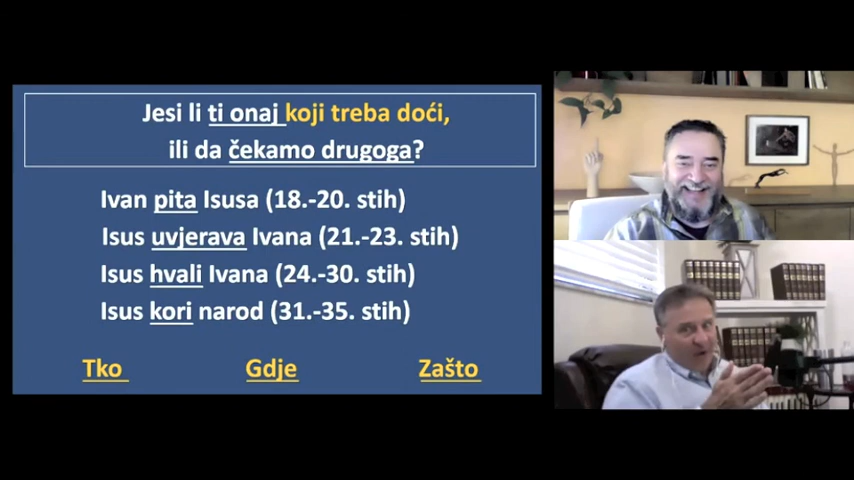 Jesi li ti onaj koji treba doći,
ili da čekamo drugoga?
Ivan pita Isusa (18.-20. stih)
Isus uvjerava Ivana (21.-23. stih)
Isus hvali Ivana (24.-30. stih)
Isus kori narod (31.-35. stih)
Tko Gdje Zašto